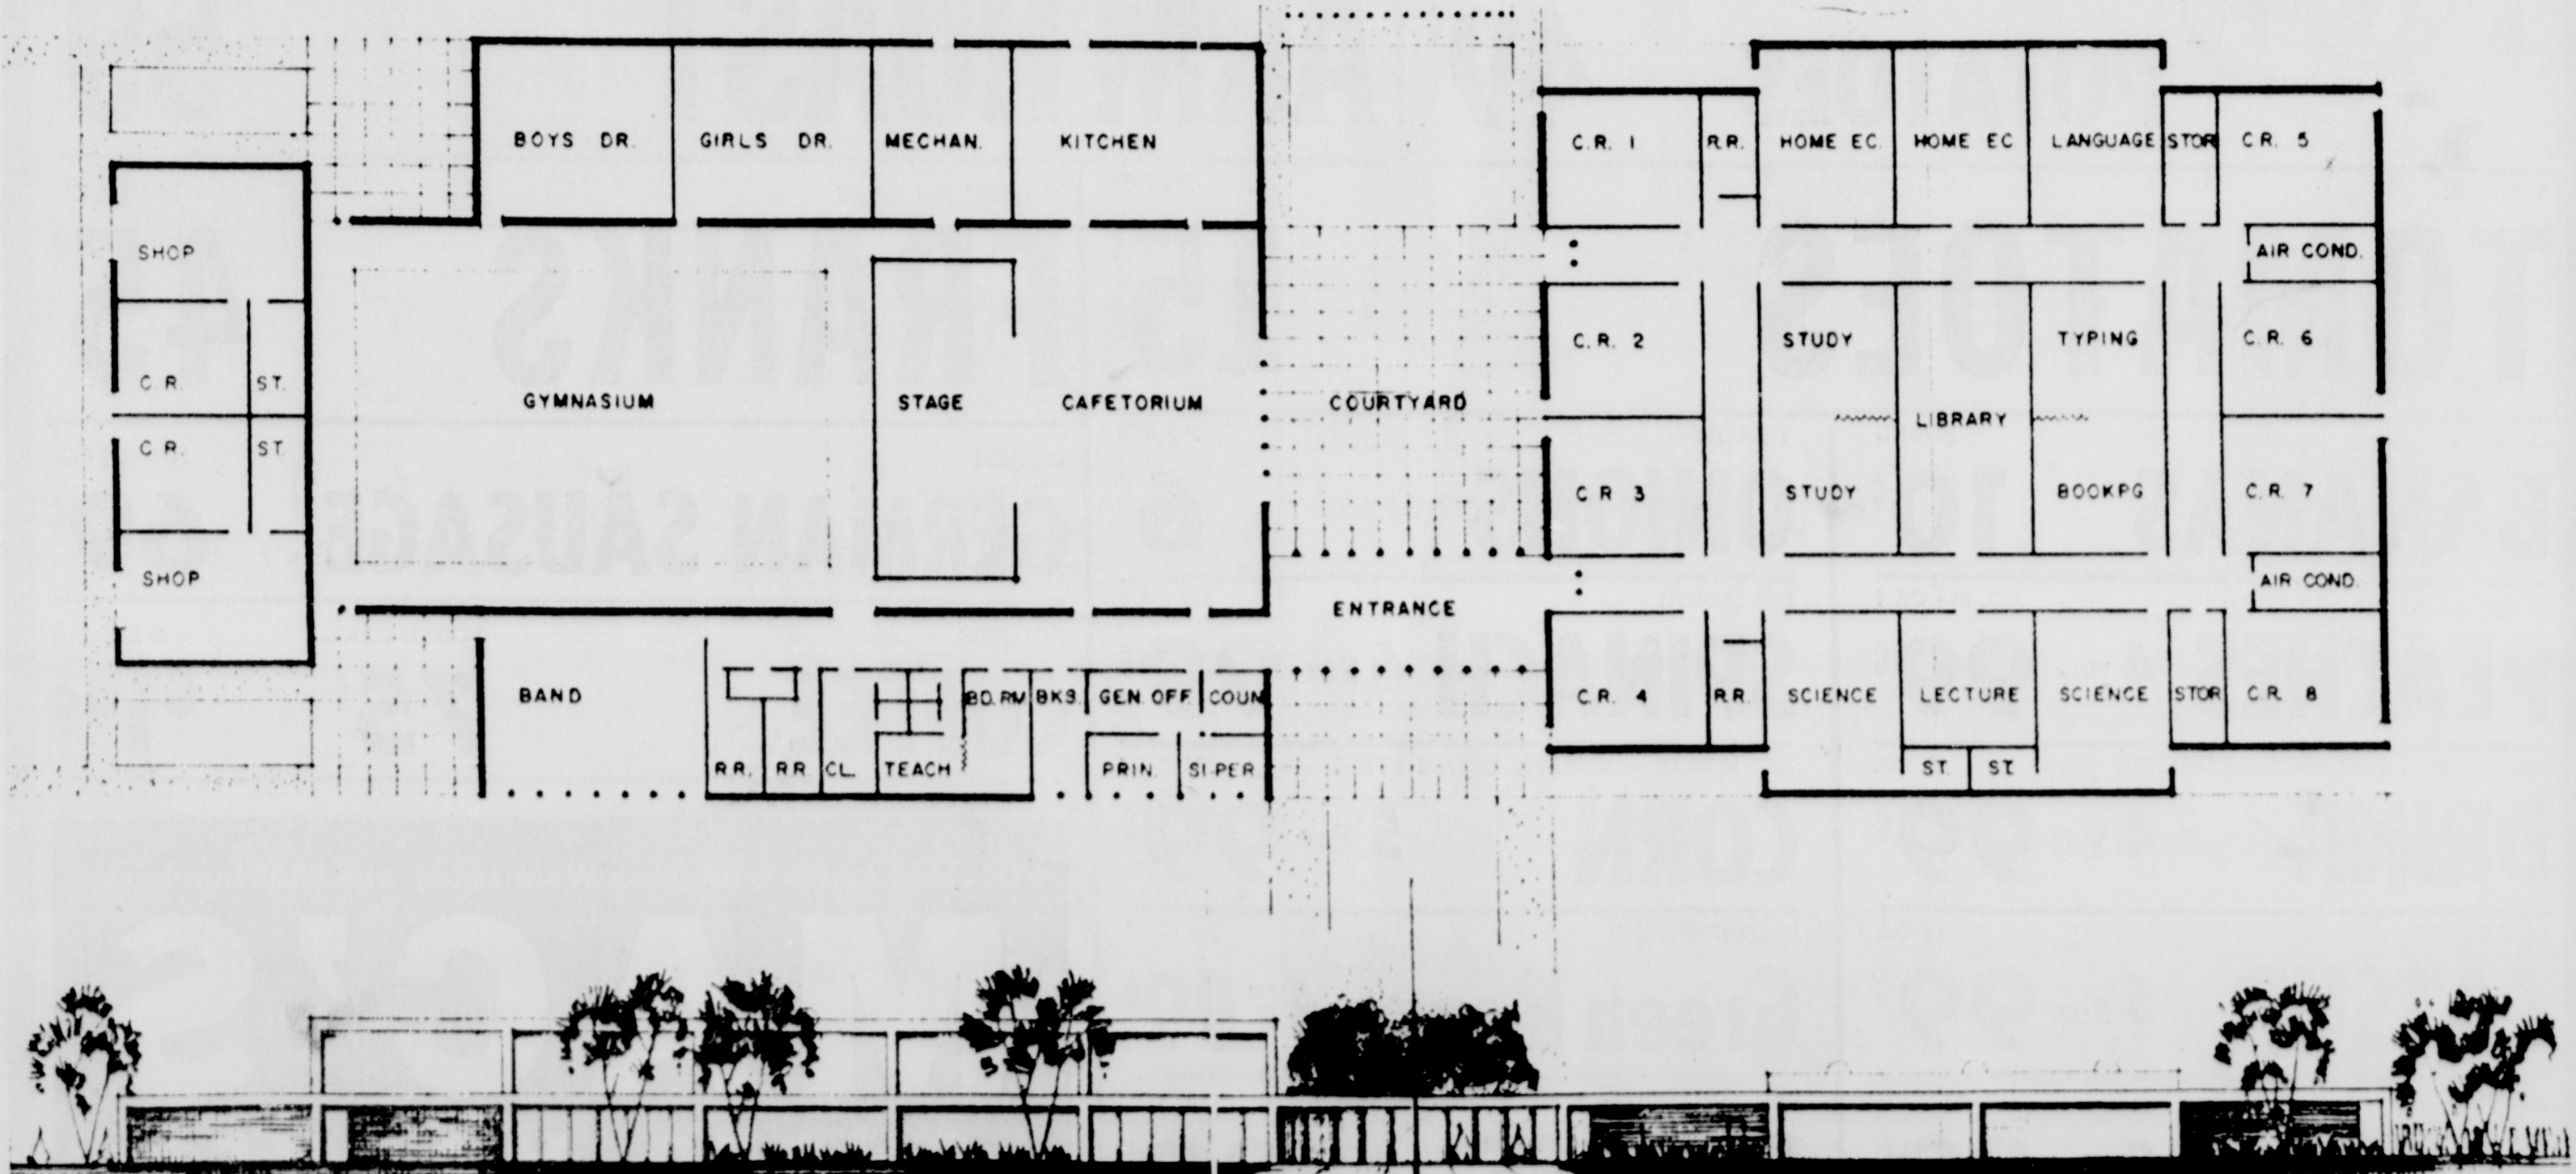 BOYS DR.
GIRLS DR.
MECHAN.
KITCHEN
C.R. 1
R.R.
HOME EC.
HOME EC
LANGUAGE
STOR
C.R. 5
SHOP
AIR COND.
C.R. 2
STUDY
TYPING
C.R. 6
C.R.
ST.
GYMNASIUM
STAGE
CAFETORIUM
COURTYARD
LIBRARY
C.R.
ST.
C.R 3
STUDY
BOOKPG
C.R. 7
SHOP
AIR COND.
ENTRANCE
BAND
BD. RM.
BKS.
GEN. OFF.
COUN
C.R. 4
R.R.
SCIENCE
LECTURE
SCIENCE
STOR
C.R. 8
R.R.
R.R.
CL.
TEACH
PRIN.
SUPER
ST.
ST.